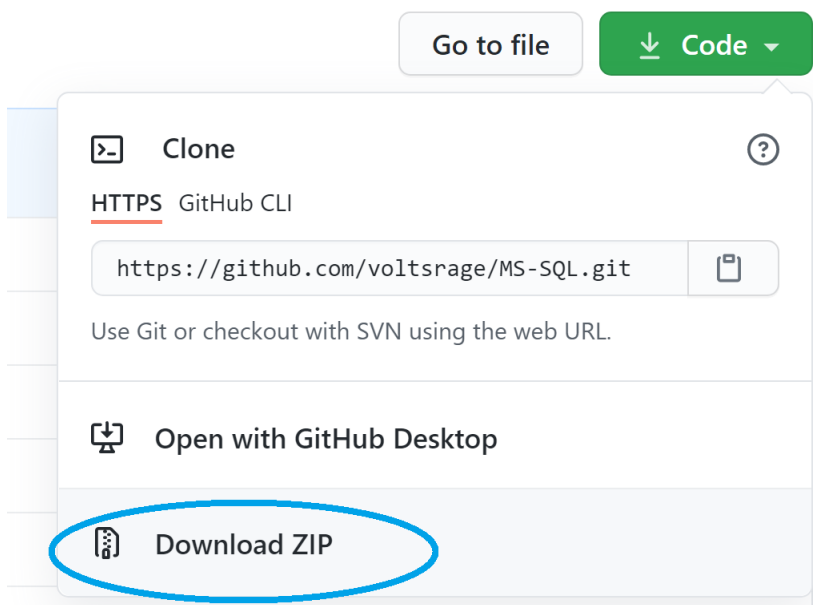 Go to file
Code
Clone
HTTPS GitHub CLI
https://github.com/voltsrage/MS-SQL.git
Use Git or checkout with SVN using the web URL.
Open with GitHub Desktop
Download ZIP